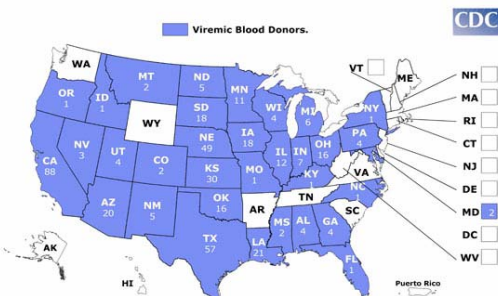 Viremic Blood Donors.
CDC
WA
MT
2
ND
5
MN
11
VT
ME
NH
OR
1
ID
1
WY
SD
18
WI
4
MI
6
NY
1
MA
RI
NV
3
UT
4
CO
2
NE
49
IA
18
IL
12
IN
7
OH
16
PA
4
CT
NJ
CA
88
KS
30
MO
1
KY
1
VA
DE
MD 2
AZ
20
NM
5
OK
16
AR
TN
NC
1
SC
DC
WV
TX
57
LA
21
MS
2
AL
4
GA
4
FL
1
AK
HI
Puerto Rico